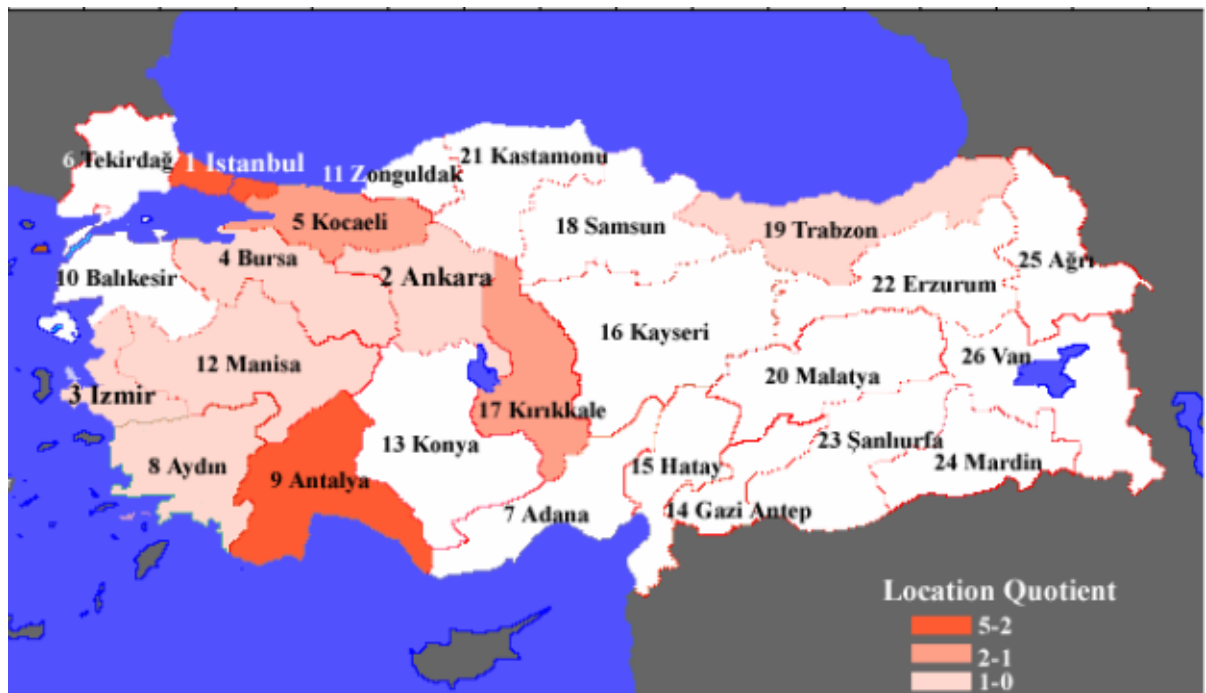 21 Kastamonu
6 Tekirdağ
1 Istanbul
11 Zonguldak
5 Kocaeli
18 Samsun
19 Trabzon
4 Bursa
2 Ankara
25 Ağrı
10 Balıkesir
22 Erzurum
16 Kayseri
26 Van
12 Manisa
20 Malatya
3 Izmir
17 Kırıkkale
13 Konya
23 Şanlıurfa
8 Aydın
15 Hatay
24 Mardin
9 Antalya
7 Adana
14 Gazi Antep
Location Quotient
5-2
2-1
1-0